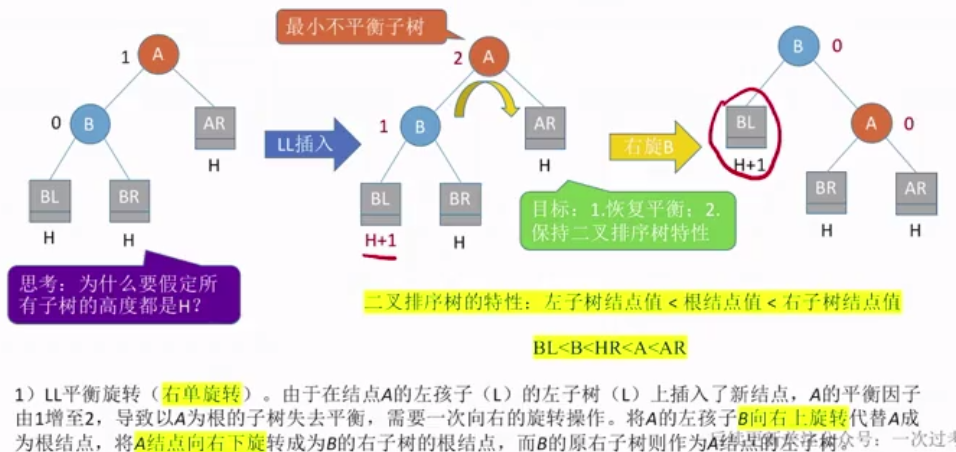 最小不平衡子树
1
A
0
B
AR
H
BL
BR
H
H
LL插入
2
A
1
B
AR
H
BL
BR
H+1
H
右旋B
B
0
BL
H+1
A
0
BR
AR
H
H
目标：1.恢复平衡；2.
保持二叉排序树特性
思考：为什么要假定所
有子树的高度都是H？
二叉排序树的特性：左子树结点值 < 根结点值 < 右子树结点值
BL<B<HR<A<AR
1）LL平衡旋转（右单旋转）。由于在结点A的左孩子（L）的左子树（L）上插入了新结点，A的平衡因子
由1增至2，导致以A为根的子树失去平衡，需要一次向右的旋转操作。将A的左孩子B向右上旋转代替A成
为根结点，将A结点向右下旋转成为B的右子树的根结点，而B的原右子树则作为A结点的左子树。
众号：一次过考